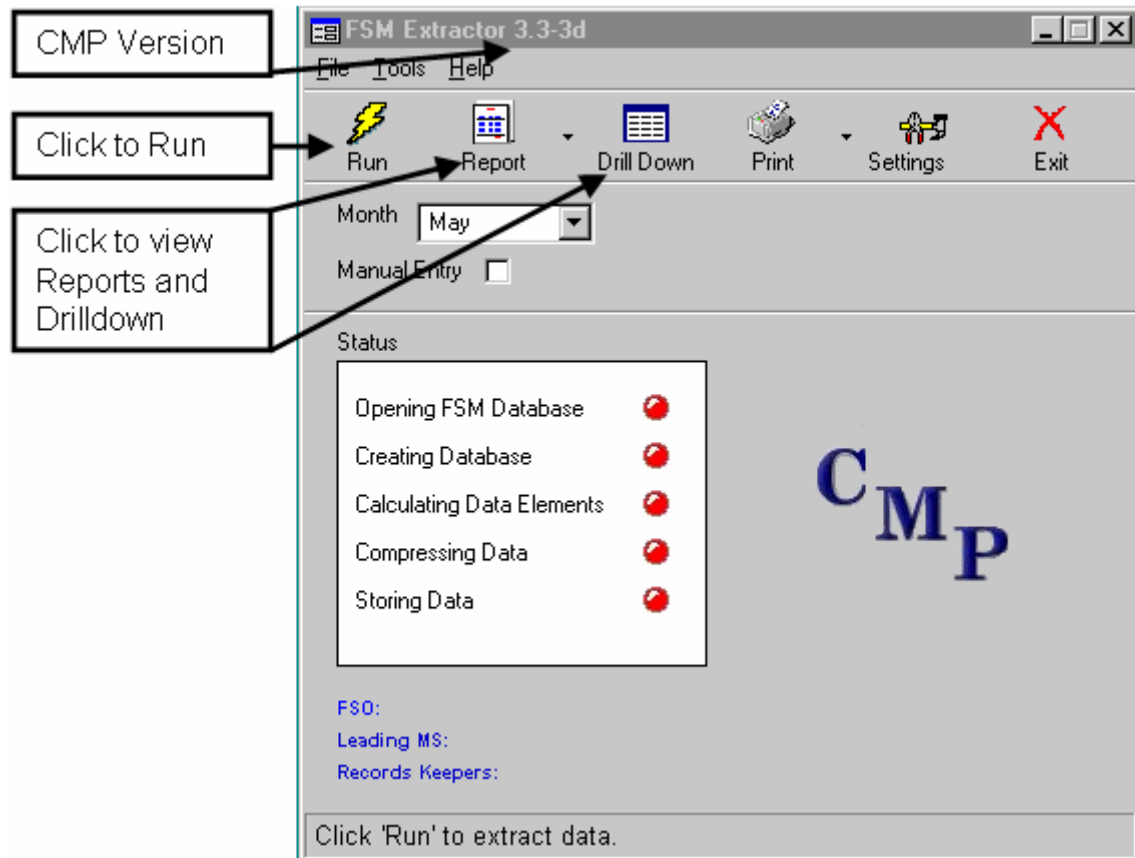 CMP Version
Click to Run
Click to view
Reports and
Drilldown
FSM Extractor 3.3-3d
File Tools Help
Run Report Drill Down Print Settings Exit
Month May
Manual Entry
Status
Opening FSM Database
Creating Database
Calculating Data Elements
Compressing Data
Storing Data
CMP
FSO:
Leading MS:
Records Keepers:
Click 'Run' to extract data.